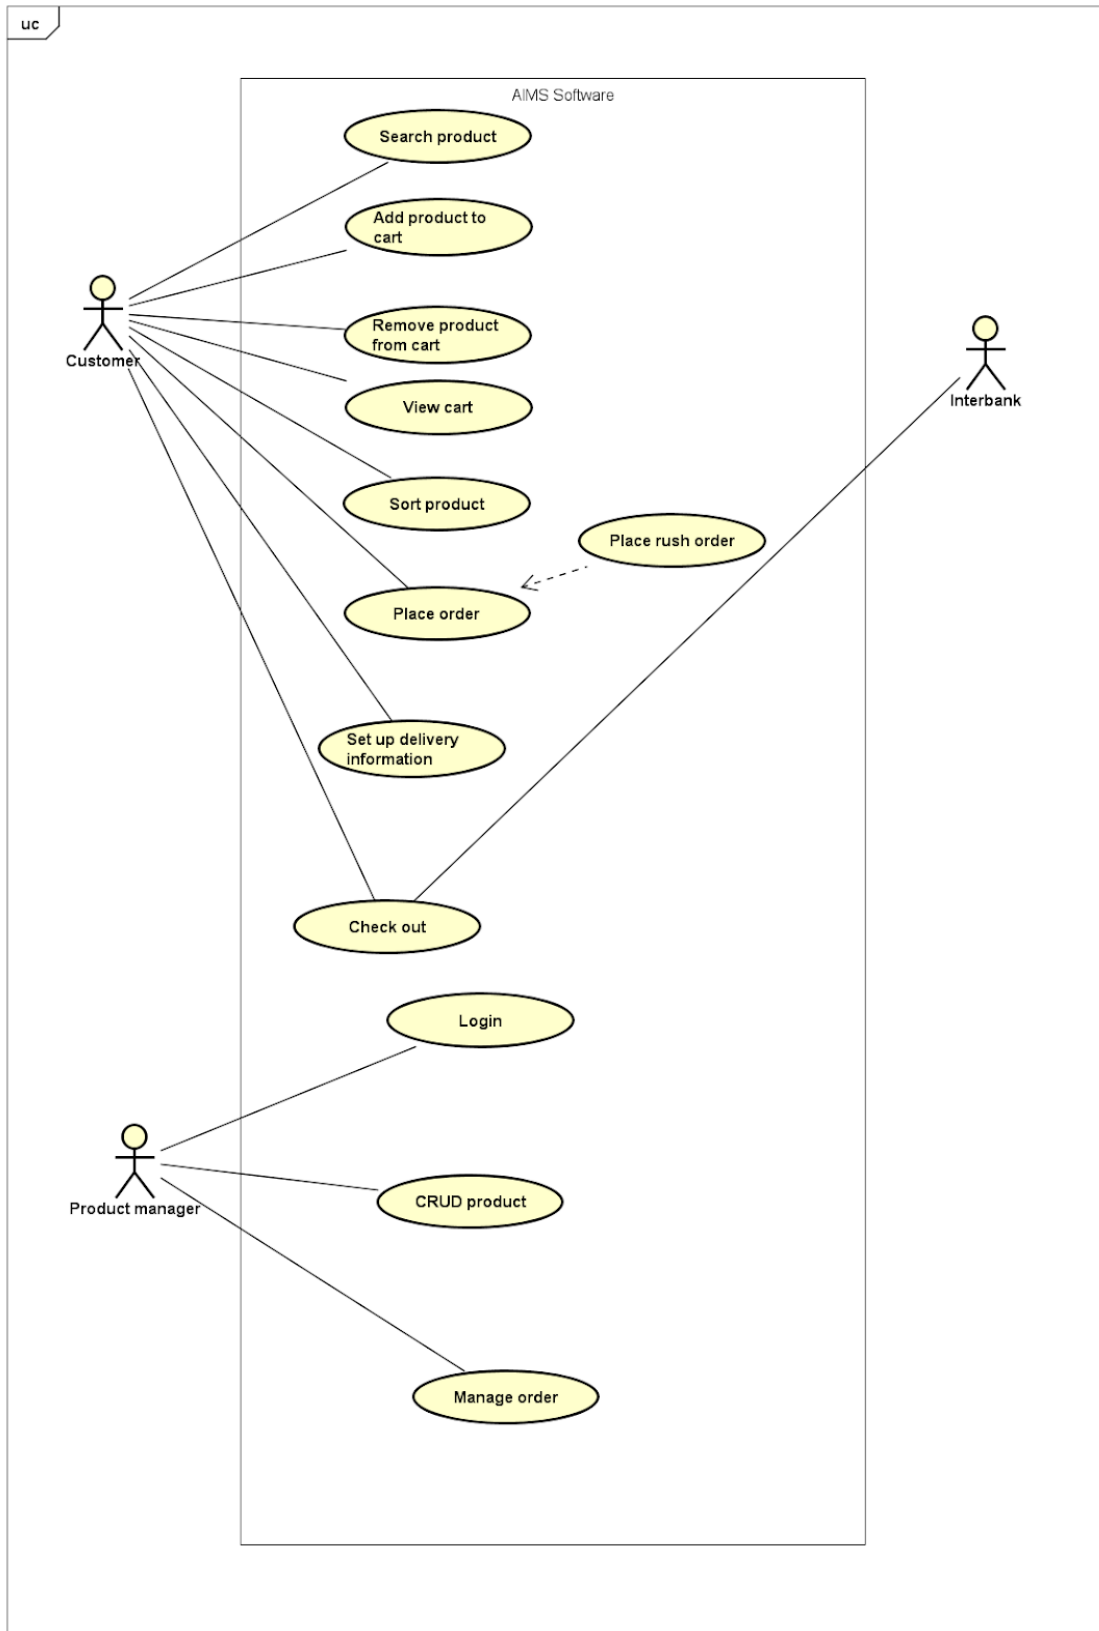 uc
AIMS Software
Search product
Add product to
cart
Customer
Remove product
from cart
View cart
Interbank
Sort product
Place rush order
Place order
Set up delivery
information
Check out
Login
Product manager
CRUD product
Manage order